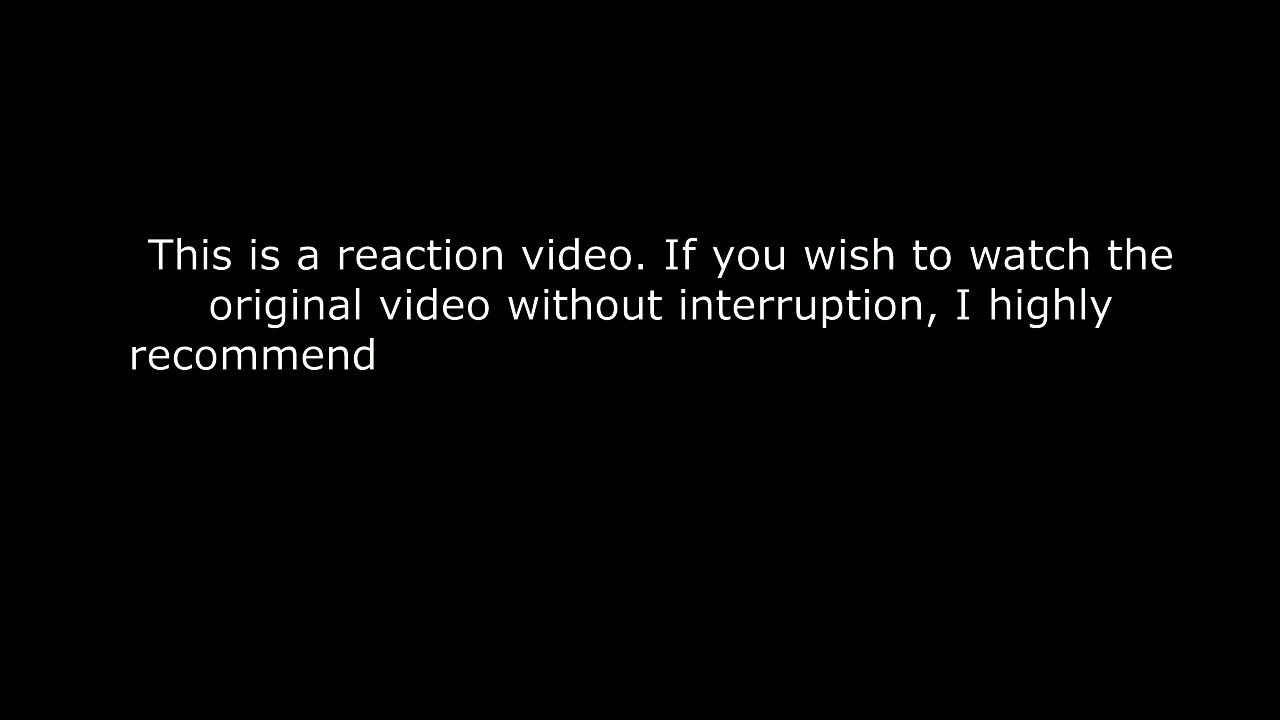 This is a reaction video. If you wish to watch the
original video without interruption, I highly
recommend